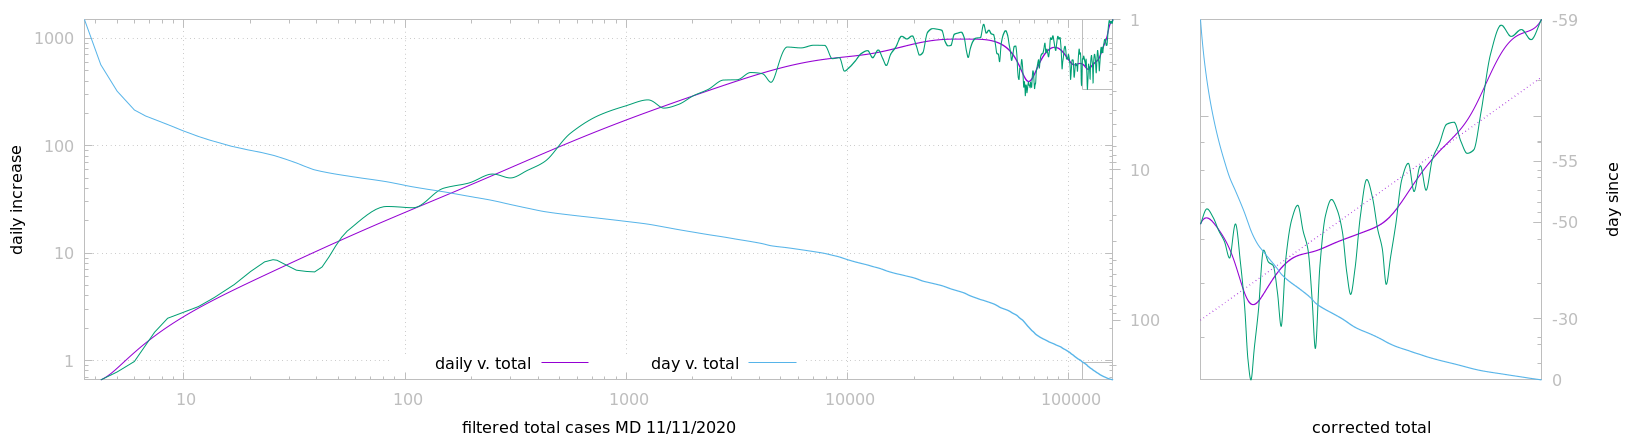 1000
100
10
1
daily increase
10
100
1000
10000
100000
filtered total cases MD 11/11/2020
daily v. total
day v. total
1
10
100
-59
-55
-50
-30
0
day since
corrected total